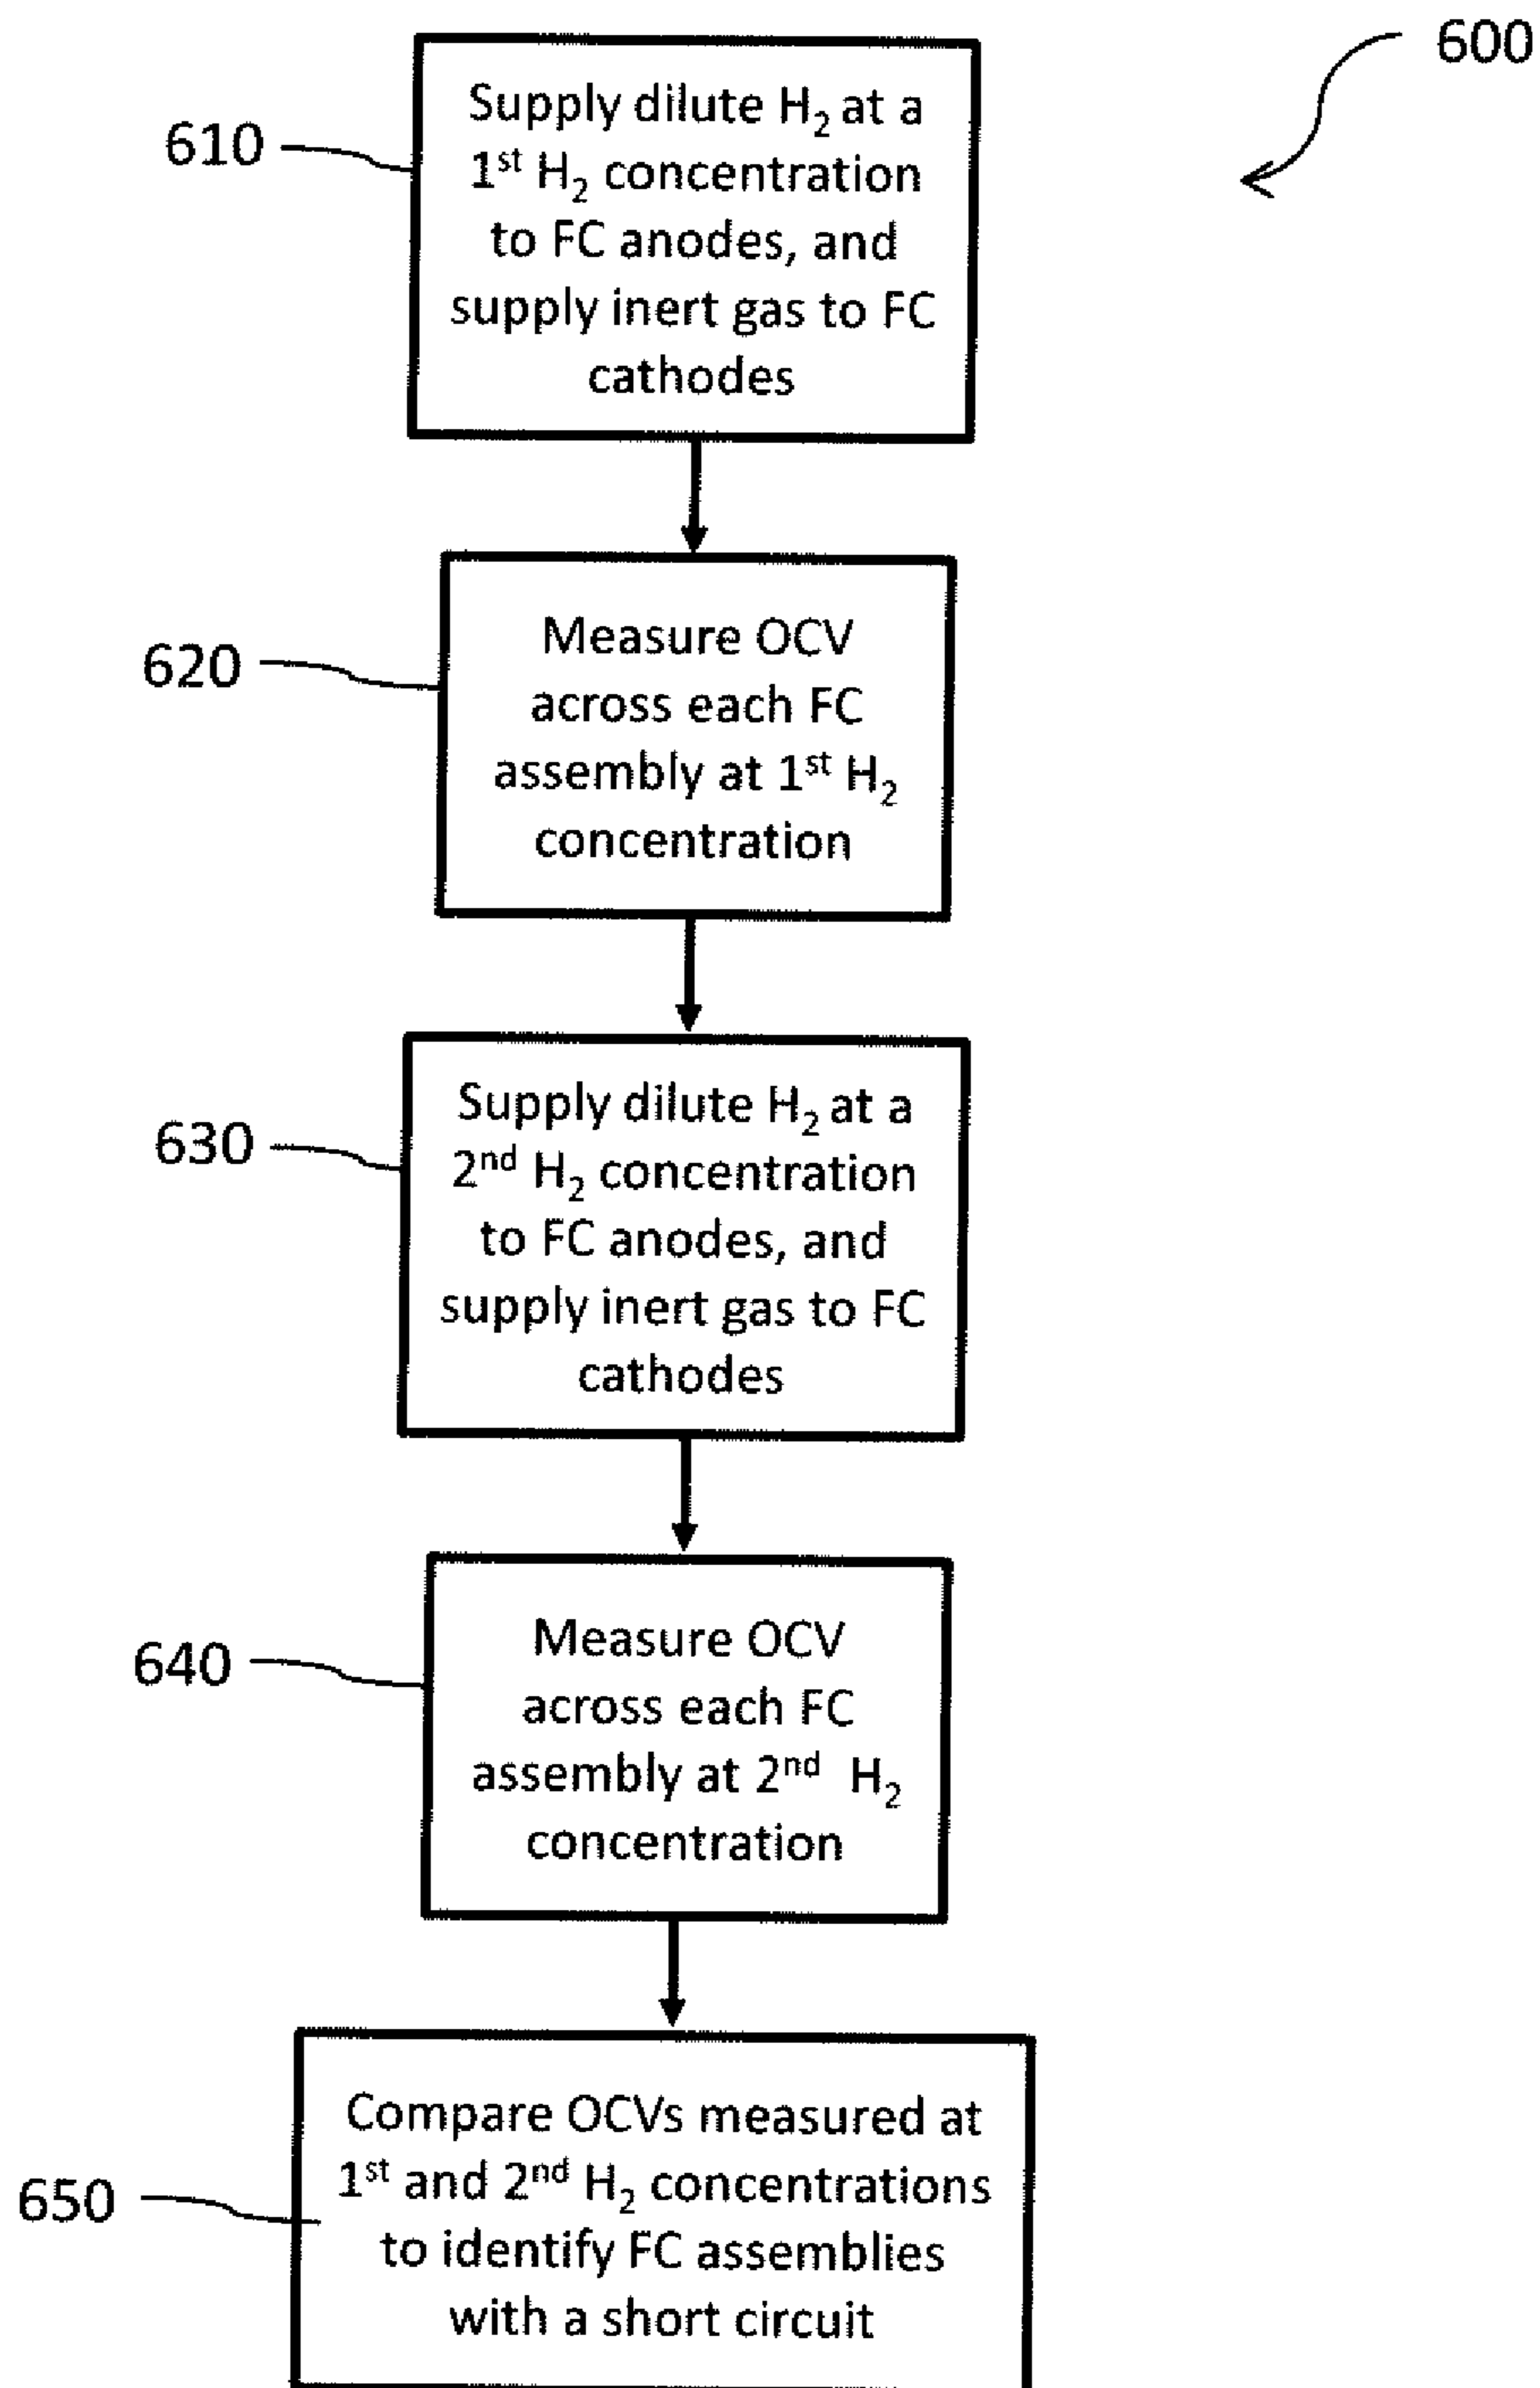 600
610
Supply dilute H₂ at a
1ˢᵗ H₂ concentration
to FC anodes, and
supply inert gas to FC
cathodes
620
Measure OCV
across each FC
assembly at 1ˢᵗ H₂
concentration
630
Supply dilute H₂ at a
2ⁿᵈ H₂ concentration
to FC anodes, and
supply inert gas to FC
cathodes
640
Measure OCV
across each FC
assembly at 2ⁿᵈ H₂
concentration
650
Compare OCVs measured at
1ˢᵗ and 2ⁿᵈ H₂ concentrations
to identify FC assemblies
with a short circuit